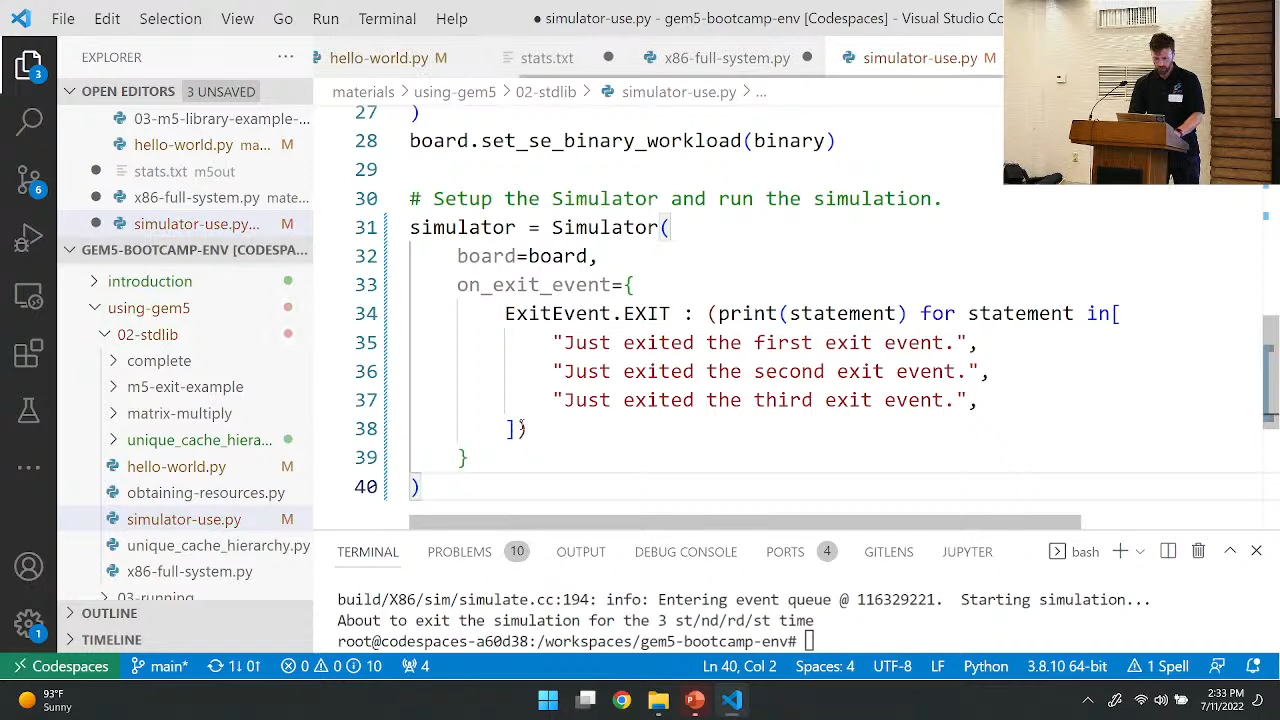 File Edit Selection View Go Run Terminal Help
● simulator-use.py - gem5-bootcamp-env [Codespaces] - Visual Studio Co
EXPLORER
hello-world.py M
stats.txt
x86-full-system.py
simulator-use.py M
OPEN EDITORS 3 UNSAVED
03-m5-library-example-...
hello-world.py ma... M
stats.txt m5out
x86-full-system.py mate...
simulator-use.py...
GEM5-BOOTCAMP-ENV [CODESPA...
introduction
using-gem5
02-stdlib
complete
m5-exit-example
matrix-multiply
unique_cache_hiera...
hello-world.py M
obtaining-resources.py
simulator-use.py M
unique_cache_hierarchy.py
x86-full-system.py
03-running
OUTLINE
TIMELINE
3
6
1
materials > using-gem5 > 02-stdlib > simulator-use.py > ...
27 )
28 board.set_se_binary_workload(binary)
29
30 # Setup the Simulator and run the simulation.
31 simulator = Simulator(
32 board=board,
33 on_exit_event={
34 ExitEvent.EXIT : (print(statement) for statement in[
35 "Just exited the first exit event.",
36 "Just exited the second exit event.",
37 "Just exited the third exit event.",
38 ])
39 }
40 )
TERMINAL PROBLEMS 10 OUTPUT DEBUG CONSOLE PORTS 4 GITLENS JUPYTER
bash
build/X86/sim/simulate.cc:194: info: Entering event queue @ 116329221. Starting simulation...
About to exit the simulation for the 3 st/nd/rd/st time
root@codespaces-a60d38:/workspaces/gem5-bootcamp-env#
Codespaces main* 1↓ 0↑ 0 0 10 4 Ln 40, Col 2 Spaces: 4 UTF-8 LF Python 3.8.10 64-bit 1 Spell
93°F
Sunny
2:33 PM
7/11/2022